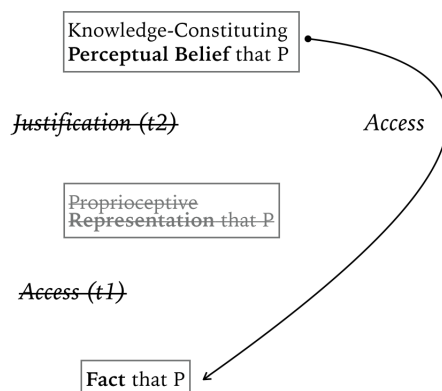 Knowledge-Constituting
Perceptual Belief that P
Justification (t2)
Access
Proprioceptive
Representation that P
Access (t1)
Fact that P